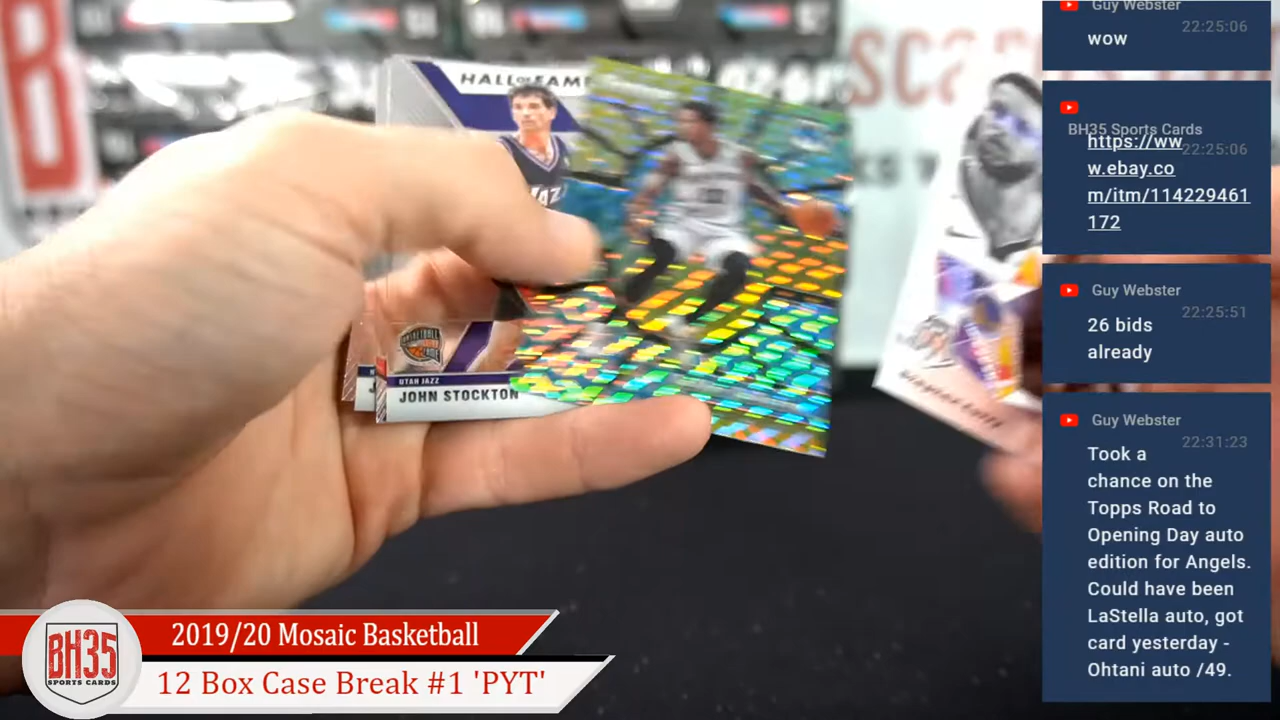 HALL OF FAME
UTAH JAZZ
JOHN STOCKTON
BH35
SPORTS CARDS
2019/20 Mosaic Basketball
12 Box Case Break #1 'PYT'
Guy Webster
22:25:06
wow
BH35 Sports Cards
22:25:06
https://ww
w.ebay.co
m/itm/114229461
172
Guy Webster
22:25:51
26 bids
already
Guy Webster
22:31:23
Took a
chance on the
Topps Road to
Opening Day auto
edition for Angels.
Could have been
LaStella auto, got
card yesterday -
Ohtani auto /49.